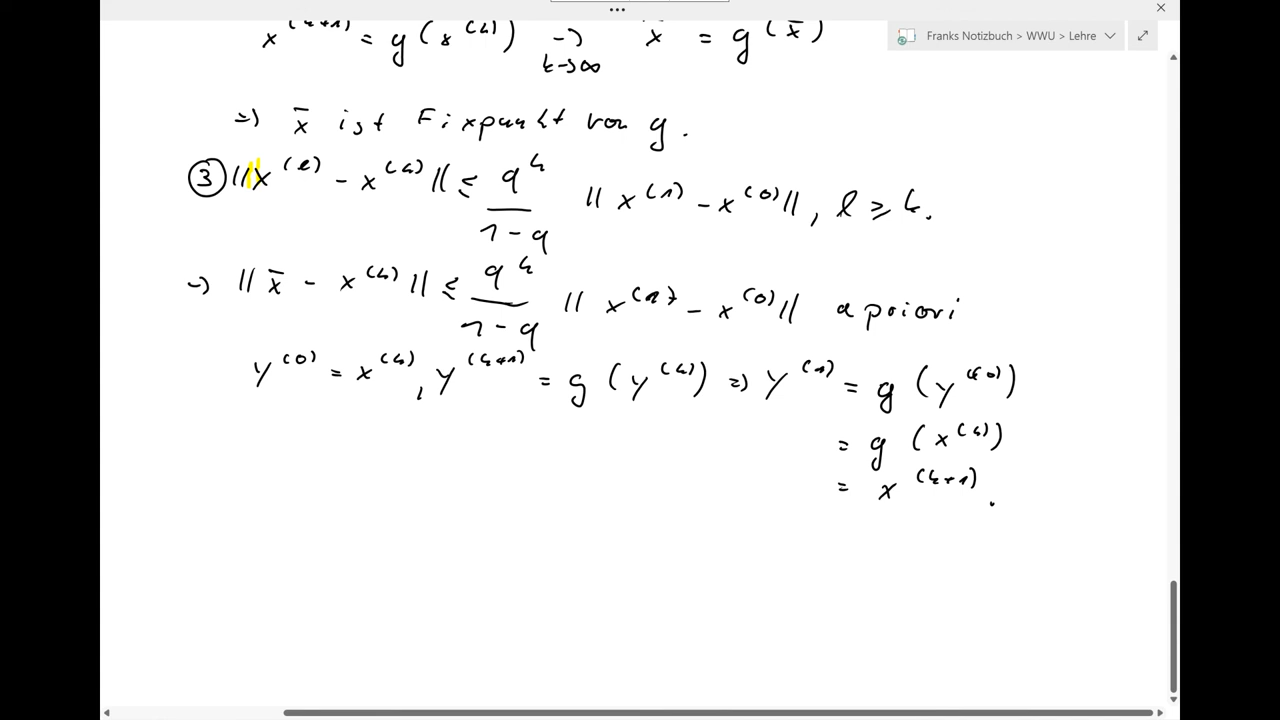 Franks Notizbuch > WWU > Lehre
x^(k+1) = g(x^(k)) → k→∞ x̄ = g(x̄)
⇒ x̄ ist Fixpunkt von g.
③ ||x^(l) - x^(k)|| ≤ q^k / (1-q) ||x^(1) - x^(0)||, l ≥ k.
→ ||x̄ - x^(k)|| ≤ q^k / (1-q) ||x^(1) - x^(0)|| a priori
y^(0) = x^(k), y^(k+1) = g(y^(k)) ⇒ y^(1) = g(y^(0))
= g(x^(k))
= x^(k+1).